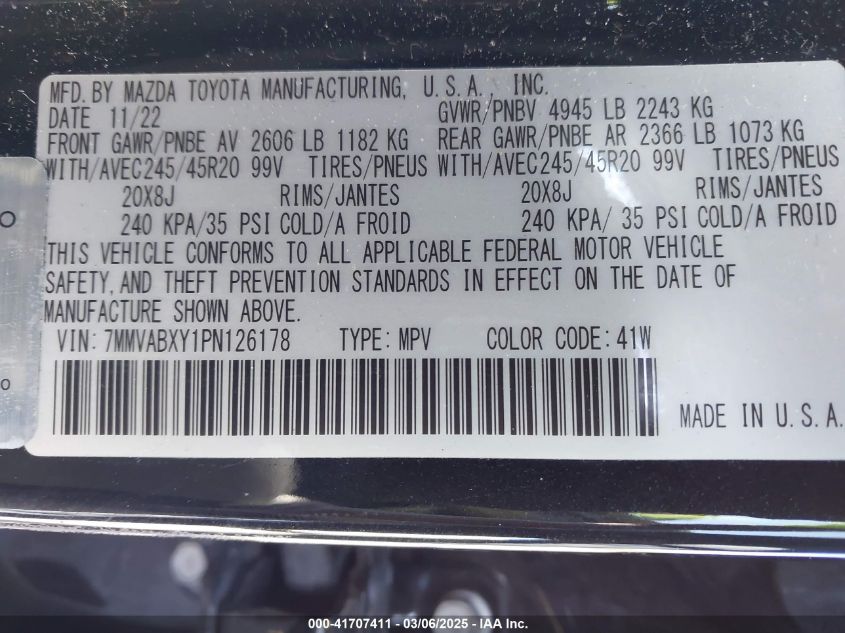 MFD. BY MAZDA TOYOTA MANUFACTURING, U.S.A., INC.
DATE 11/22 GVWR/PNBV 4945 LB 2243 KG
FRONT GAWR/PNBE AV 2606 LB 1182 KG REAR GAWR/PNBE AR 2366 LB 1073 KG
WITH/AVEC 245/45R20 99V TIRES/PNEUS WITH/AVEC 245/45R20 99V TIRES/PNEUS
20X8J RIMS/JANTES 20X8J RIMS/JANTES
240 KPA/35 PSI COLD/A FROID 240 KPA/ 35 PSI COLD/A FROID
THIS VEHICLE CONFORMS TO ALL APPLICABLE FEDERAL MOTOR VEHICLE
SAFETY, AND THEFT PREVENTION STANDARDS IN EFFECT ON THE DATE OF
MANUFACTURE SHOWN ABOVE.
VIN: 7MMVABXY1PN126178 TYPE: MPV COLOR CODE: 41W
MADE IN U.S.A.
000-41707411 - 03/06/2025 - IAA Inc.